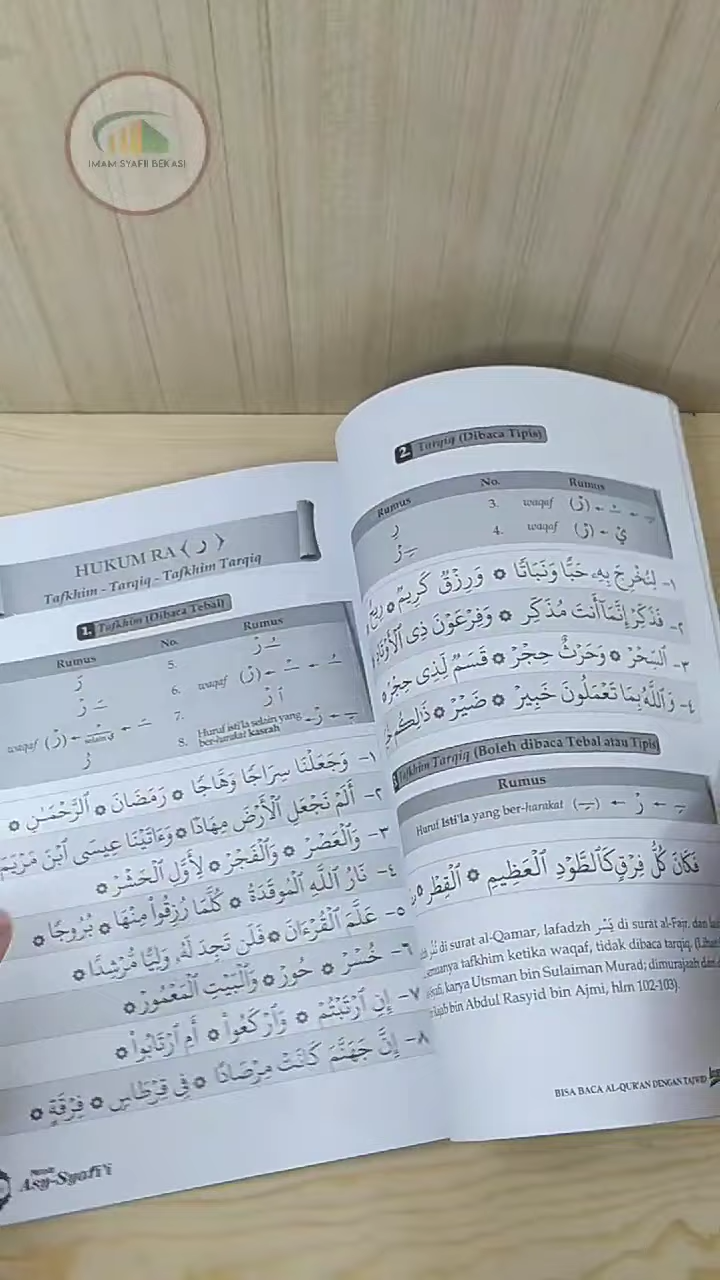 IMAM SYAFII BEKASI
HUKUM RA ﴿ ر ﴾
Tafkhim - Tarqiq - Tafkhim Tarqiq
1. Tafkhim (Dibaca Tebal)
Rumus No. Rumus
5.
6. waqaf
7.
waqaf
8. Huruf isti'la selain yang ber-harakat kasrah
١- وَجَعَلْنَا سِرَاجًا وَهَّاجًا ۞ رَمَضَانَ ۞ ٱلرَّحْمَـٰنِ ۞
٢- أَلَمْ نَجْعَلِ ٱلْأَرْضَ مِهَادًا ۞ وَءَاتَيْنَا عِيسَى ٱبْنَ مَرْيَمَ
٣- وَٱلْعَصْرِ ۞ وَٱلْفَجْرِ ۞ لِأَوَّلِ ٱلْحَشْرِ ۞
٤- نَارُ ٱللَّهِ ٱلْمُوقَدَةُ ۞ كُلَّمَا رُزِقُوا۟ مِنْهَا ۞ بُرُوجًا ۞
٥- عَلَّمَ ٱلْقُرْءَانَ ۞ فَلَن تَجِدَ لَهُۥ وَلِيًّا مُّرْشِدًا ۞
٦- خُسْرٍ ۞ حُورٌ ۞ وَٱلْبَيْتِ ٱلْمَعْمُورِ ۞
٧- إِنِ ٱرْتَبْتُمْ ۞ وَٱرْكَعُوا۟ ۞ أَمِ ٱرْتَابُوا۟ ۞
٨- إِنَّ جَهَنَّمَ كَانَتْ مِرْصَادًا ۞ فِى قِرْطَاسٍ ۞ فِرْقَةٍ ۞
Asy-Syafi'i
2. Tarqiq (Dibaca Tipis)
Rumus No. Rumus
3. waqaf
4. waqaf
١- لِنُخْرِجَ بِهِۦ حَبًّا وَنَبَاتًا ۞ وَرِزْقٌ كَرِيمٌ ۞
٢- فَذَكِّرْ إِنَّمَآ أَنتَ مُذَكِّرٌ ۞ وَفِرْعَوْنَ ذِى ٱلْأَوْتَادِ
٣- ٱلسِّحْرَ ۞ وَحَرْثٌ حِجْرٌ ۞ قَسَمٌ لِّذِى حِجْرٍ ۞
٤- وَٱللَّهُ بِمَا تَعْمَلُونَ خَبِيرٌ ۞ ضَيْرَ ۞
Tafkhim Tarqiq (Boleh dibaca Tebal atau Tipis)
Rumus
Huruf Isti'la yang ber-harakat
فَكَانَ كُلُّ فِرْقٍ كَٱلطَّوْدِ ٱلْعَظِيمِ ۞ ٱلْقِطْرِ
di surat al-Qamar, lafadzh يَسْرِ di surat al-Fajr, dan
semuanya tafkhim ketika waqaf, tidak dibaca tarqiq.
karya Utsman bin Sulaiman Murad; dimurajaah
bin Abdul Rasyid bin Ajmi, hlm 102-103).
BISA BACA AL-QUR'AN DENGAN TAJWID